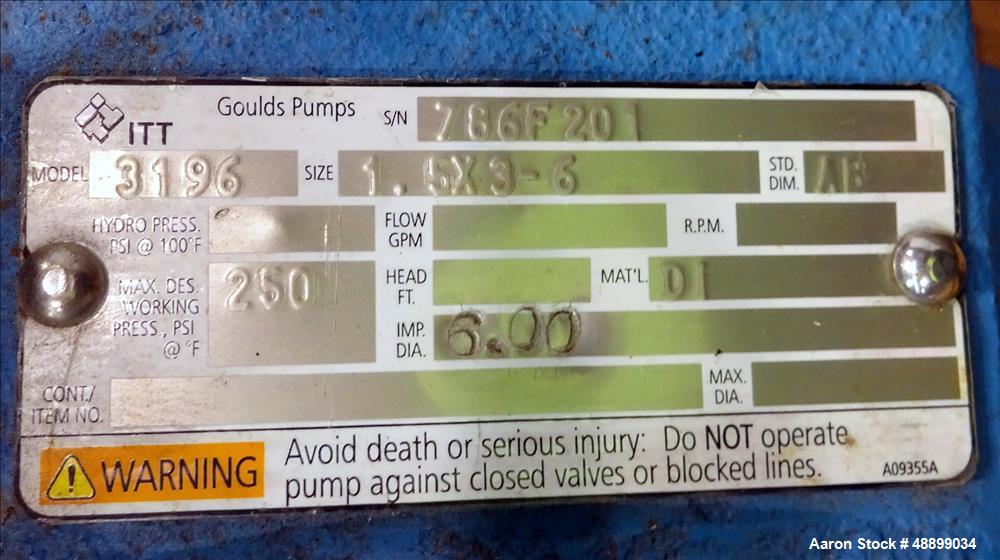 ITT Goulds Pumps S/N 786F201
MODEL 3196 SIZE 1.5X3-6 STD. DIM. AB
HYDRO PRESS. PSI @ 100°F FLOW GPM R.P.M.
MAX. DES. WORKING PRESS., PSI @ °F 250 HEAD FT. MAT'L. DI
IMP. DIA. 6.00
CONT./ ITEM NO. MAX. DIA.
WARNING
Avoid death or serious injury: Do NOT operate
pump against closed valves or blocked lines.
A09355A
Aaron Stock # 48899034